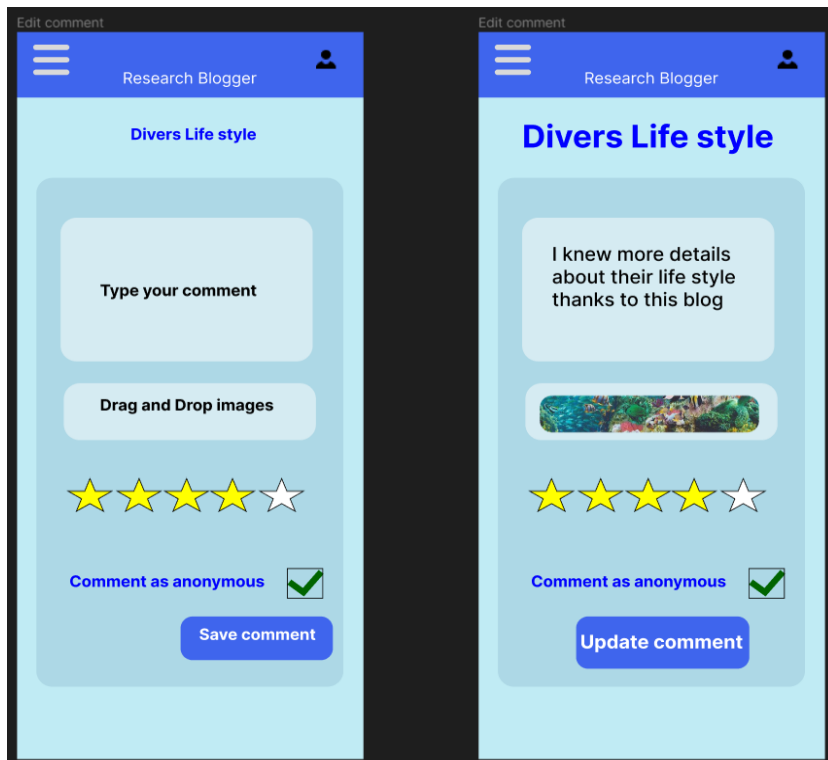 Edit comment
Research Blogger
Divers Life style
Type your comment
Drag and Drop images
Comment as anonymous
Save comment
Edit comment
Research Blogger
Divers Life style
I knew more details
about their life style
thanks to this blog
Comment as anonymous
Update comment